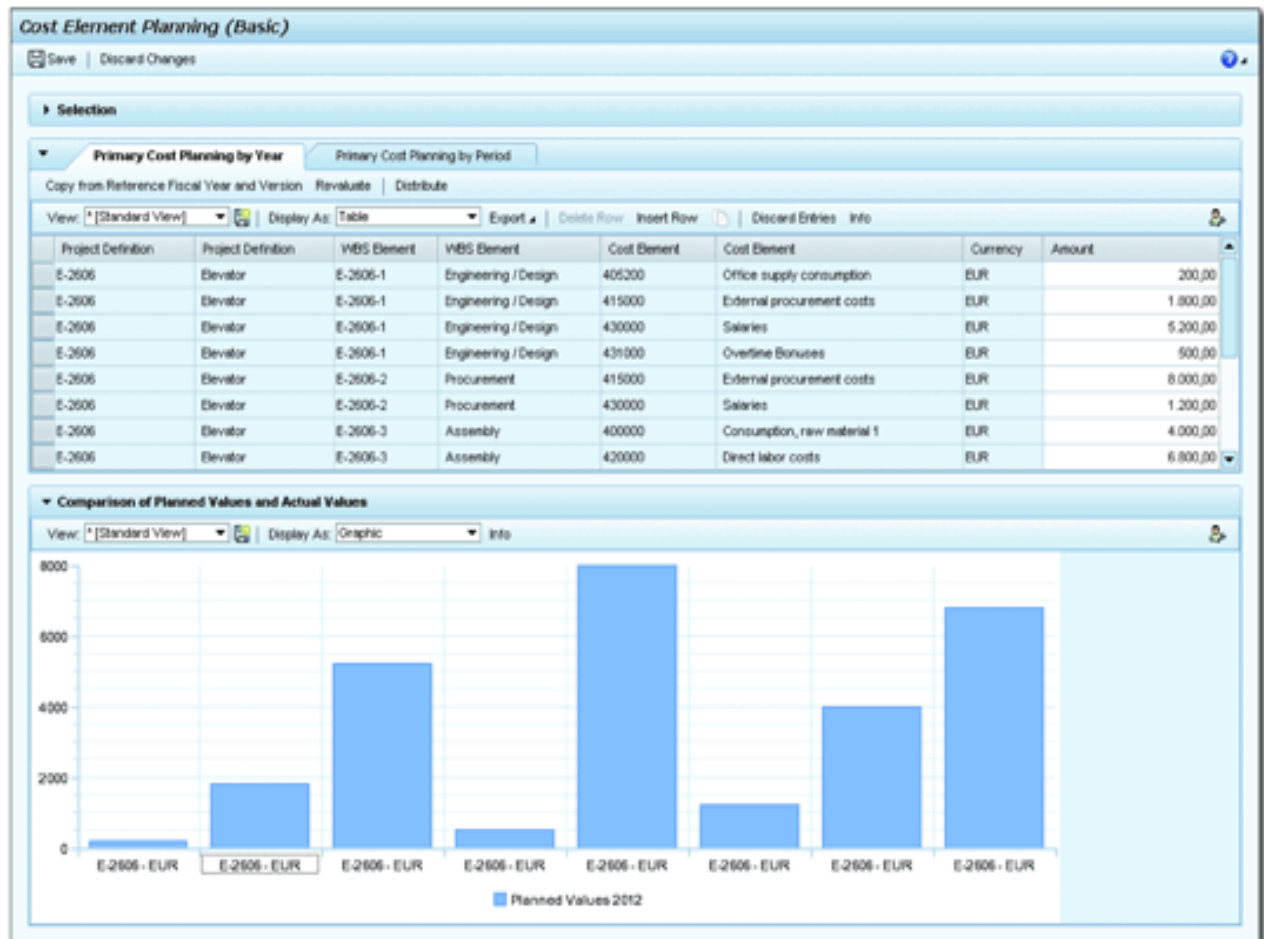 Cost Element Planning (Basic)
Save | Discard Changes
Selection
Primary Cost Planning by Year Primary Cost Planning by Period
Copy from Reference Fiscal Year and Version Revaluate | Distribute
View: * [Standard View] | Display As: Table Export | Delete Row Insert Row | Discard Entries Info
Project Definition Project Definition WBS Element WBS Element Cost Element Cost Element Currency Amount
E-2606 Elevator E-2606-1 Engineering / Design 405200 Office supply consumption EUR 200,00
E-2606 Elevator E-2606-1 Engineering / Design 415000 External procurement costs EUR 1.800,00
E-2606 Elevator E-2606-1 Engineering / Design 430000 Salaries EUR 5.200,00
E-2606 Elevator E-2606-1 Engineering / Design 431000 Overtime Bonuses EUR 500,00
E-2606 Elevator E-2606-2 Procurement 415000 External procurement costs EUR 8.000,00
E-2606 Elevator E-2606-2 Procurement 430000 Salaries EUR 1.200,00
E-2606 Elevator E-2606-3 Assembly 400000 Consumption, raw material 1 EUR 4.000,00
E-2606 Elevator E-2606-3 Assembly 420000 Direct labor costs EUR 6.800,00
Comparison of Planned Values and Actual Values
View: * [Standard View] | Display As: Graphic Info
8000
6000
4000
2000
0
E-2606 - EUR E-2606 - EUR E-2606 - EUR E-2606 - EUR E-2606 - EUR E-2606 - EUR E-2606 - EUR E-2606 - EUR
Planned Values 2012